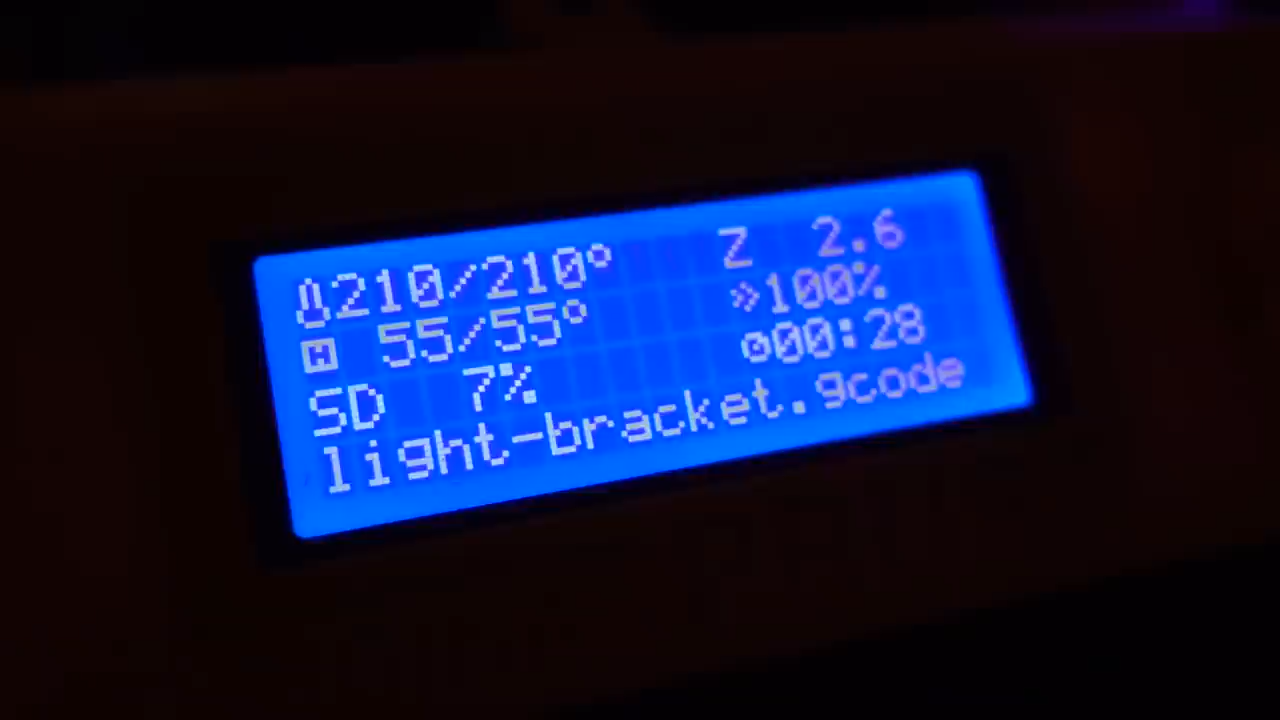 210/210° Z 2.6
55/55° 100%
SD 7% 00:28
light-bracket.gcode